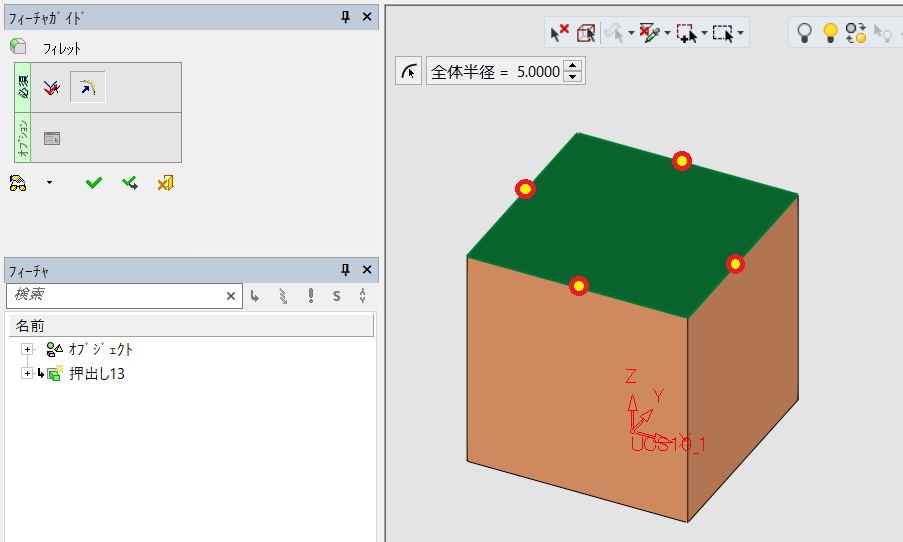 ﾌｨｰﾁｬｶﾞｲﾄﾞ
ﾌｨﾚｯﾄ
必須
ｵﾌﾟｼｮﾝ
全体半径 = 5.0000
ﾌｨｰﾁｬ
検索
S
名前
ｵﾌﾞｼﾞｪｸﾄ
押出し13
Z
Y
X
UCS10_1